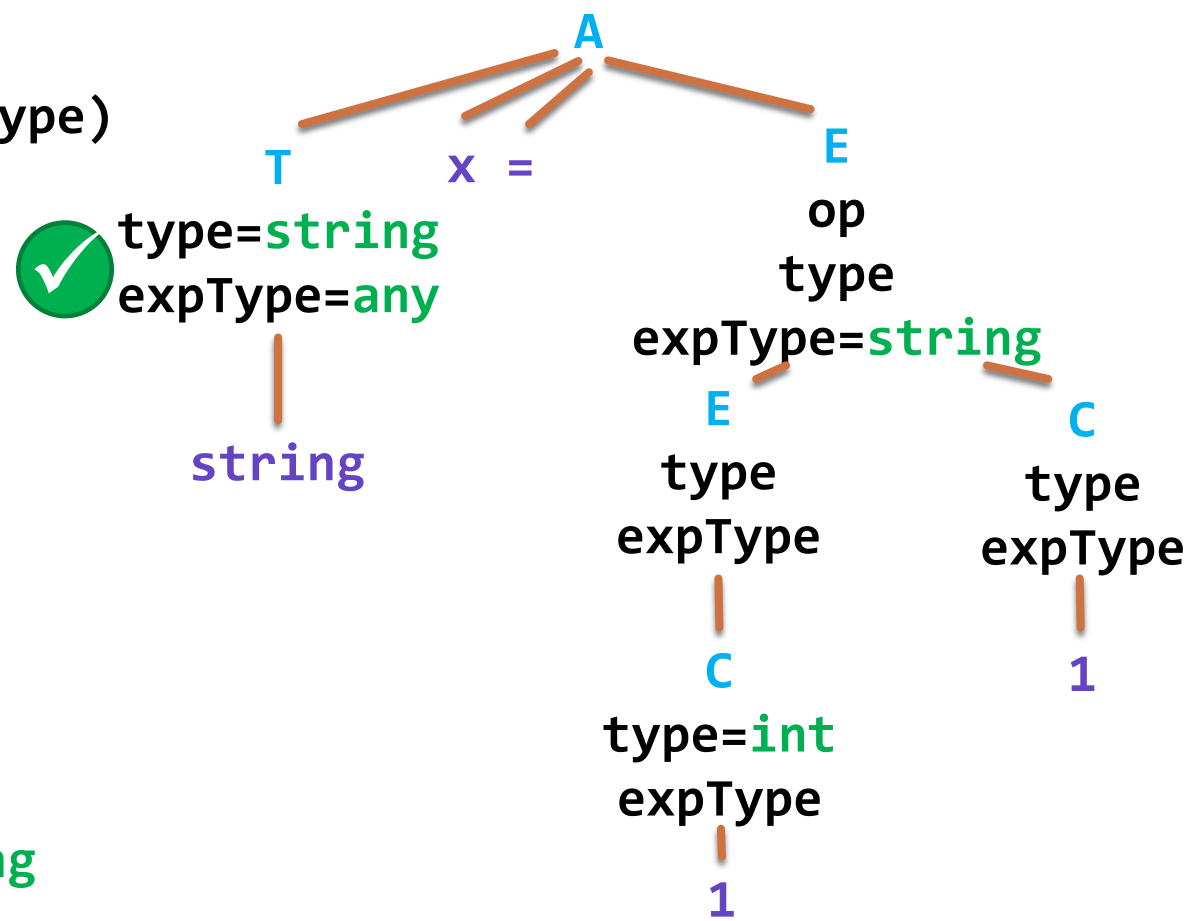 A
ype)
T
x =
E
type=string
expType=any
op
type
expType=string
string
E
type
expType
C
type
expType
C
type=int
expType
1
1
ng